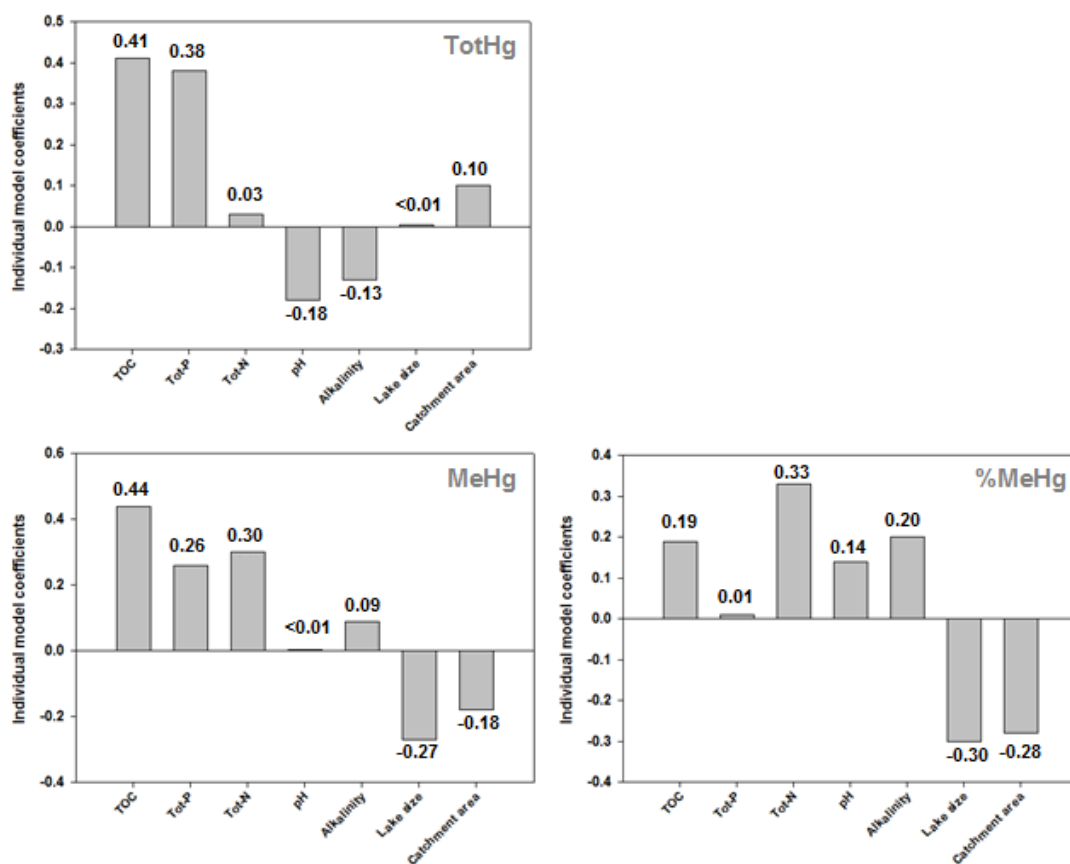 TotHg
Individual model coefficients
0.5
0.4
0.3
0.2
0.1
0.0
-0.1
-0.2
-0.3
0.41
0.38
0.03
-0.18
-0.13
<0.01
0.10
TOC
Tot-P
Tot-N
pH
Alkalinity
Lake size
Catchment area
MeHg
Individual model coefficients
0.6
0.4
0.2
0.0
-0.2
-0.4
0.44
0.26
0.30
<0.01
0.09
-0.27
-0.18
TOC
Tot-P
Tot-N
pH
Alkalinity
Lake size
Catchment area
%MeHg
Individual model coefficients
0.4
0.3
0.2
0.1
0.0
-0.1
-0.2
-0.3
-0.4
0.19
0.01
0.33
0.14
0.20
-0.30
-0.28
TOC
Tot-P
Tot-N
pH
Alkalinity
Lake size
Catchment area